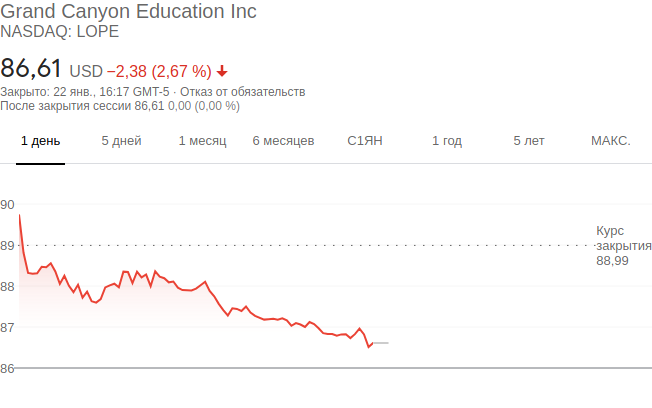 Grand Canyon Education Inc
NASDAQ: LOPE
86,61 USD −2,38 (2,67 %)
Закрыто: 22 янв., 16:17 GMT-5 · Отказ от обязательств
После закрытия сессии 86,61 0,00 (0,00 %)
1 день 5 дней 1 месяц 6 месяцев С1ЯН 1 год 5 лет МАКС.
90
Курс
89 закрытия
88,99
88
87
86